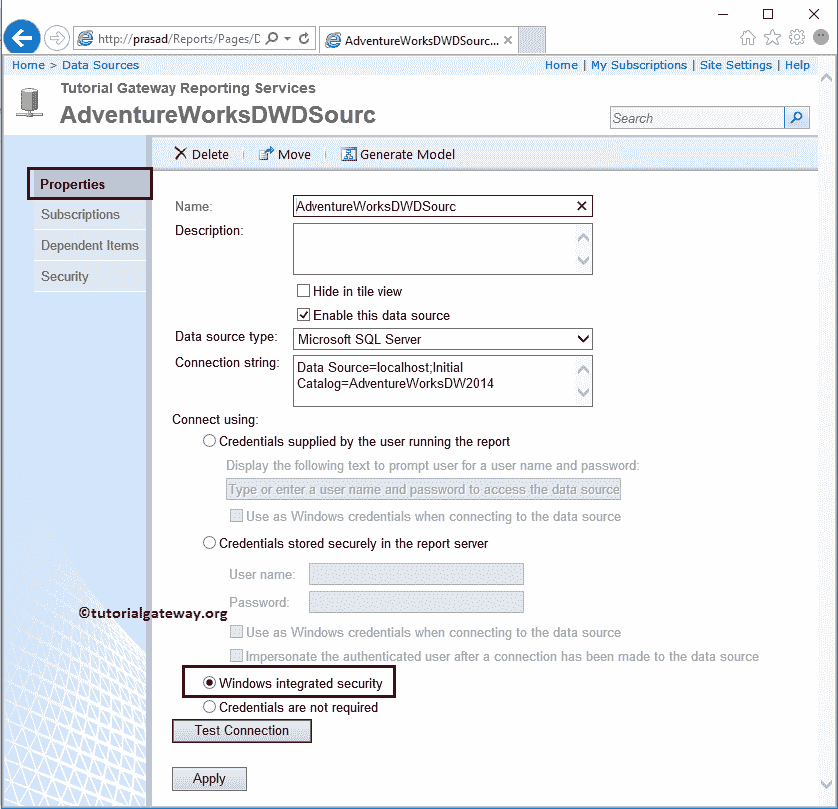 http://prasad/Reports/Pages/D
AdventureWorksDWDSourc...
Home > Data Sources
Home | My Subscriptions | Site Settings | Help
Tutorial Gateway Reporting Services
AdventureWorksDWDSourc
Search
Delete
Move
Generate Model
Properties
Subscriptions
Dependent Items
Security
Name:
AdventureWorksDWDSourc
Description:
Hide in tile view
Enable this data source
Data source type:
Microsoft SQL Server
Connection string:
Data Source=localhost;Initial
Catalog=AdventureWorksDW2014
Connect using:
Credentials supplied by the user running the report
Display the following text to prompt user for a user name and password:
Type or enter a user name and password to access the data source
Use as Windows credentials when connecting to the data source
Credentials stored securely in the report server
User name:
Password:
©tutorialgateway.org
Use as Windows credentials when connecting to the data source
Impersonate the authenticated user after a connection has been made to the data source
Windows integrated security
Credentials are not required
Test Connection
Apply